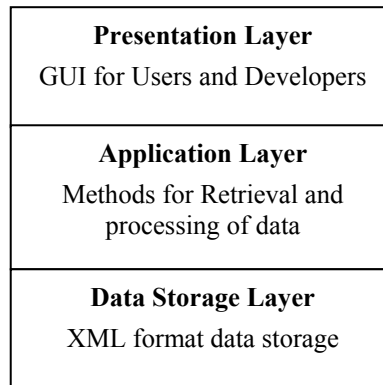 Presentation Layer
GUI for Users and Developers
Application Layer
Methods for Retrieval and
processing of data
Data Storage Layer
XML format data storage